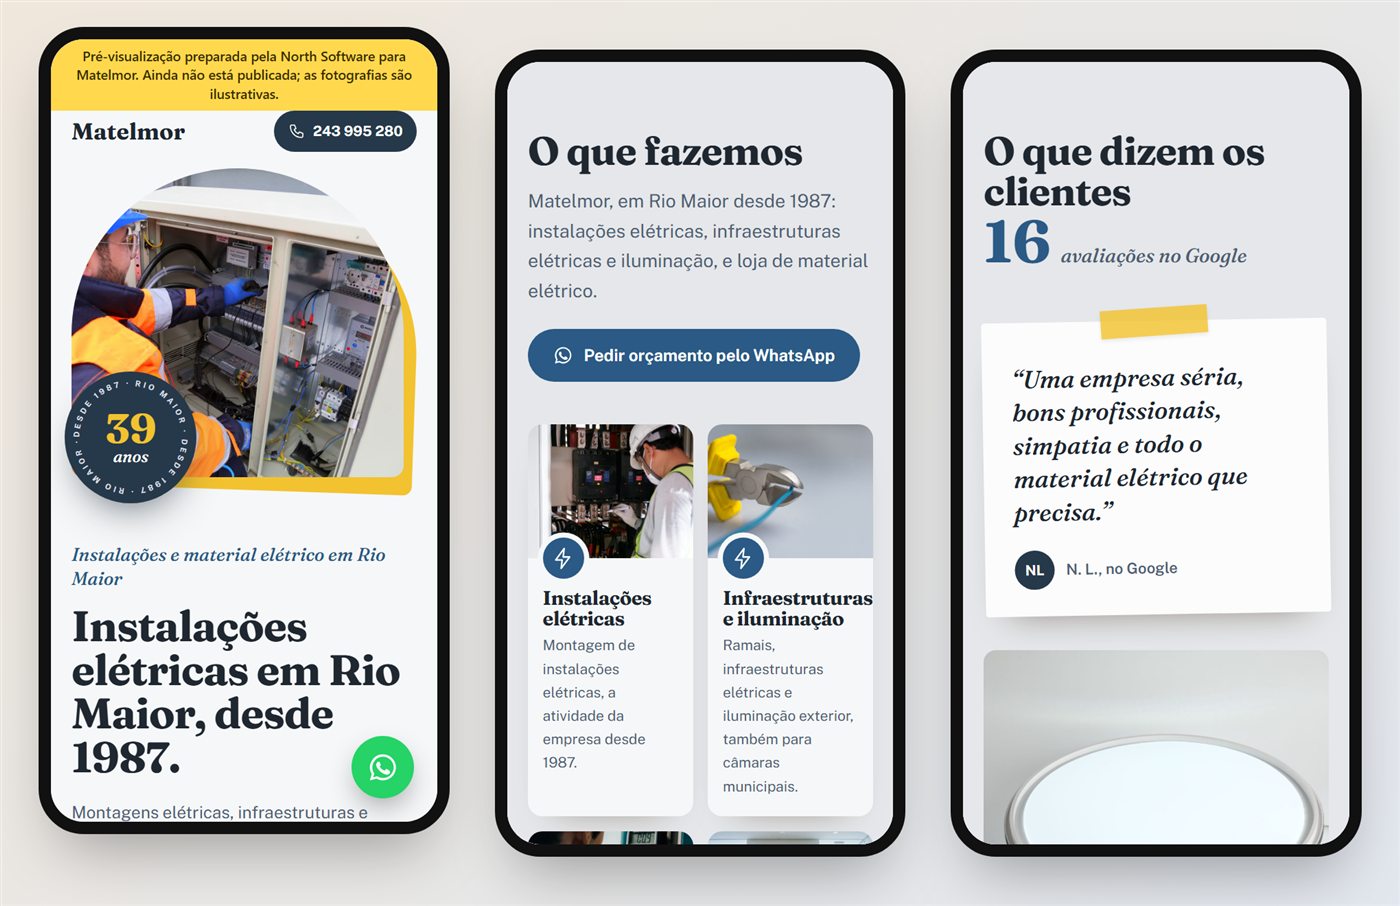 Pré-visualização preparada pela North Software para
Matelmor. Ainda não está publicada; as fotografias são
ilustrativas.
Matelmor
243 995 280
DESDE 1987 · RIO MAIOR · DESDE 1987 · RIO MAIOR ·
39
anos
Instalações e material elétrico em Rio
Maior
Instalações
elétricas em Rio
Maior, desde
1987.
Montagens elétricas, infraestruturas e
O que fazemos
Matelmor, em Rio Maior desde 1987:
instalações elétricas, infraestruturas
elétricas e iluminação, e loja de material
elétrico.
Pedir orçamento pelo WhatsApp
Instalações
elétricas
Montagem de
instalações
elétricas, a
atividade da
empresa desde
1987.
Infraestruturas
e iluminação
Ramais,
infraestruturas
elétricas e
iluminação exterior,
também para
câmaras
municipais.
O que dizem os
clientes
16 avaliações no Google
“Uma empresa séria,
bons profissionais,
simpatia e todo o
material elétrico que
precisa.”
NL
N. L., no Google